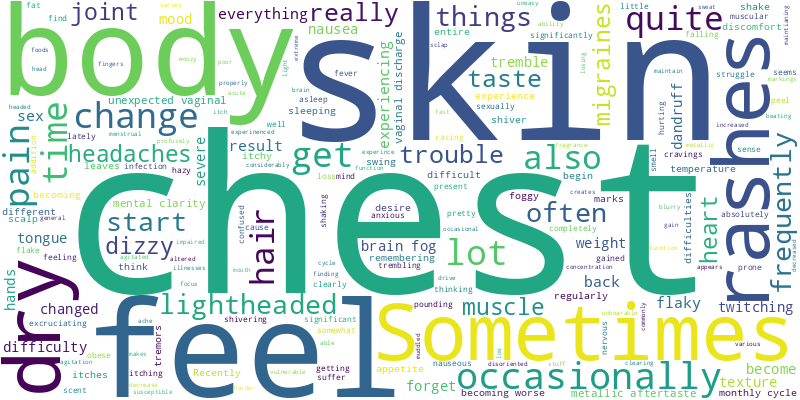 body
skin
chest
feel
Sometimes
dry
rashes
occasionally
change
quite
things
really
joint
get
also
lot
often
start
pain
time
headaches
hair
dizzy
lightheaded
trouble
taste
migraines
frequently
muscle
heart
weight
brain fog
tongue
difficulty
forget
twitching
texture
become
flaky
back
regularly
begin
result
severe
itchy
mental clarity
unexpected vaginal
vaginal discharge
experiencing
everything
nausea
mood
sex
tremble
shiver
dandruff
discomfort
struggle
shake
significantly
entire
experience
sexually
swing
sleeping
asleep
fever
lately
leaves
infection
hazy
different
scalp
becoming
feeling
think
changed
hands
itches
scent
excruciating
tremors
itching
obese
Recently
shivering
significant
somewhat
getting
suffer
pounding
nauseous
becoming worse
appetite
metallic aftertaste
monthly cycle
nervous
remembering
trembling
thinking
clearly
foggy
desire
anxious
difficult
present
loss
mind
shaking
confused
cause
finding
cycle
drive
pretty
occasional
completely
creates
marks
gained
concentration
difficulties
temperature
cravings
smell
sense
increased
prone
absolutely
appears
gain
blurry
function
hurting
metallic
beating
peel
markings
seems
falling
muscular
little
uneasy
ability
sweat
maintain
losing
extreme
light
poor
woozy
fingers
foods
head
find
fat
properly
acute
itch
brain
experienced
well
considerably
menstrual
profusely
addition
flake
general
impaired
agitated
altered
illnesses
focus
mouth
racing
fast
fragrance
decreased
various
commonly
unbearable
clearing
stuff
disoriented
low
muddled
harder
vulnerable
able
ache
makes
decrease
susceptible
agitation